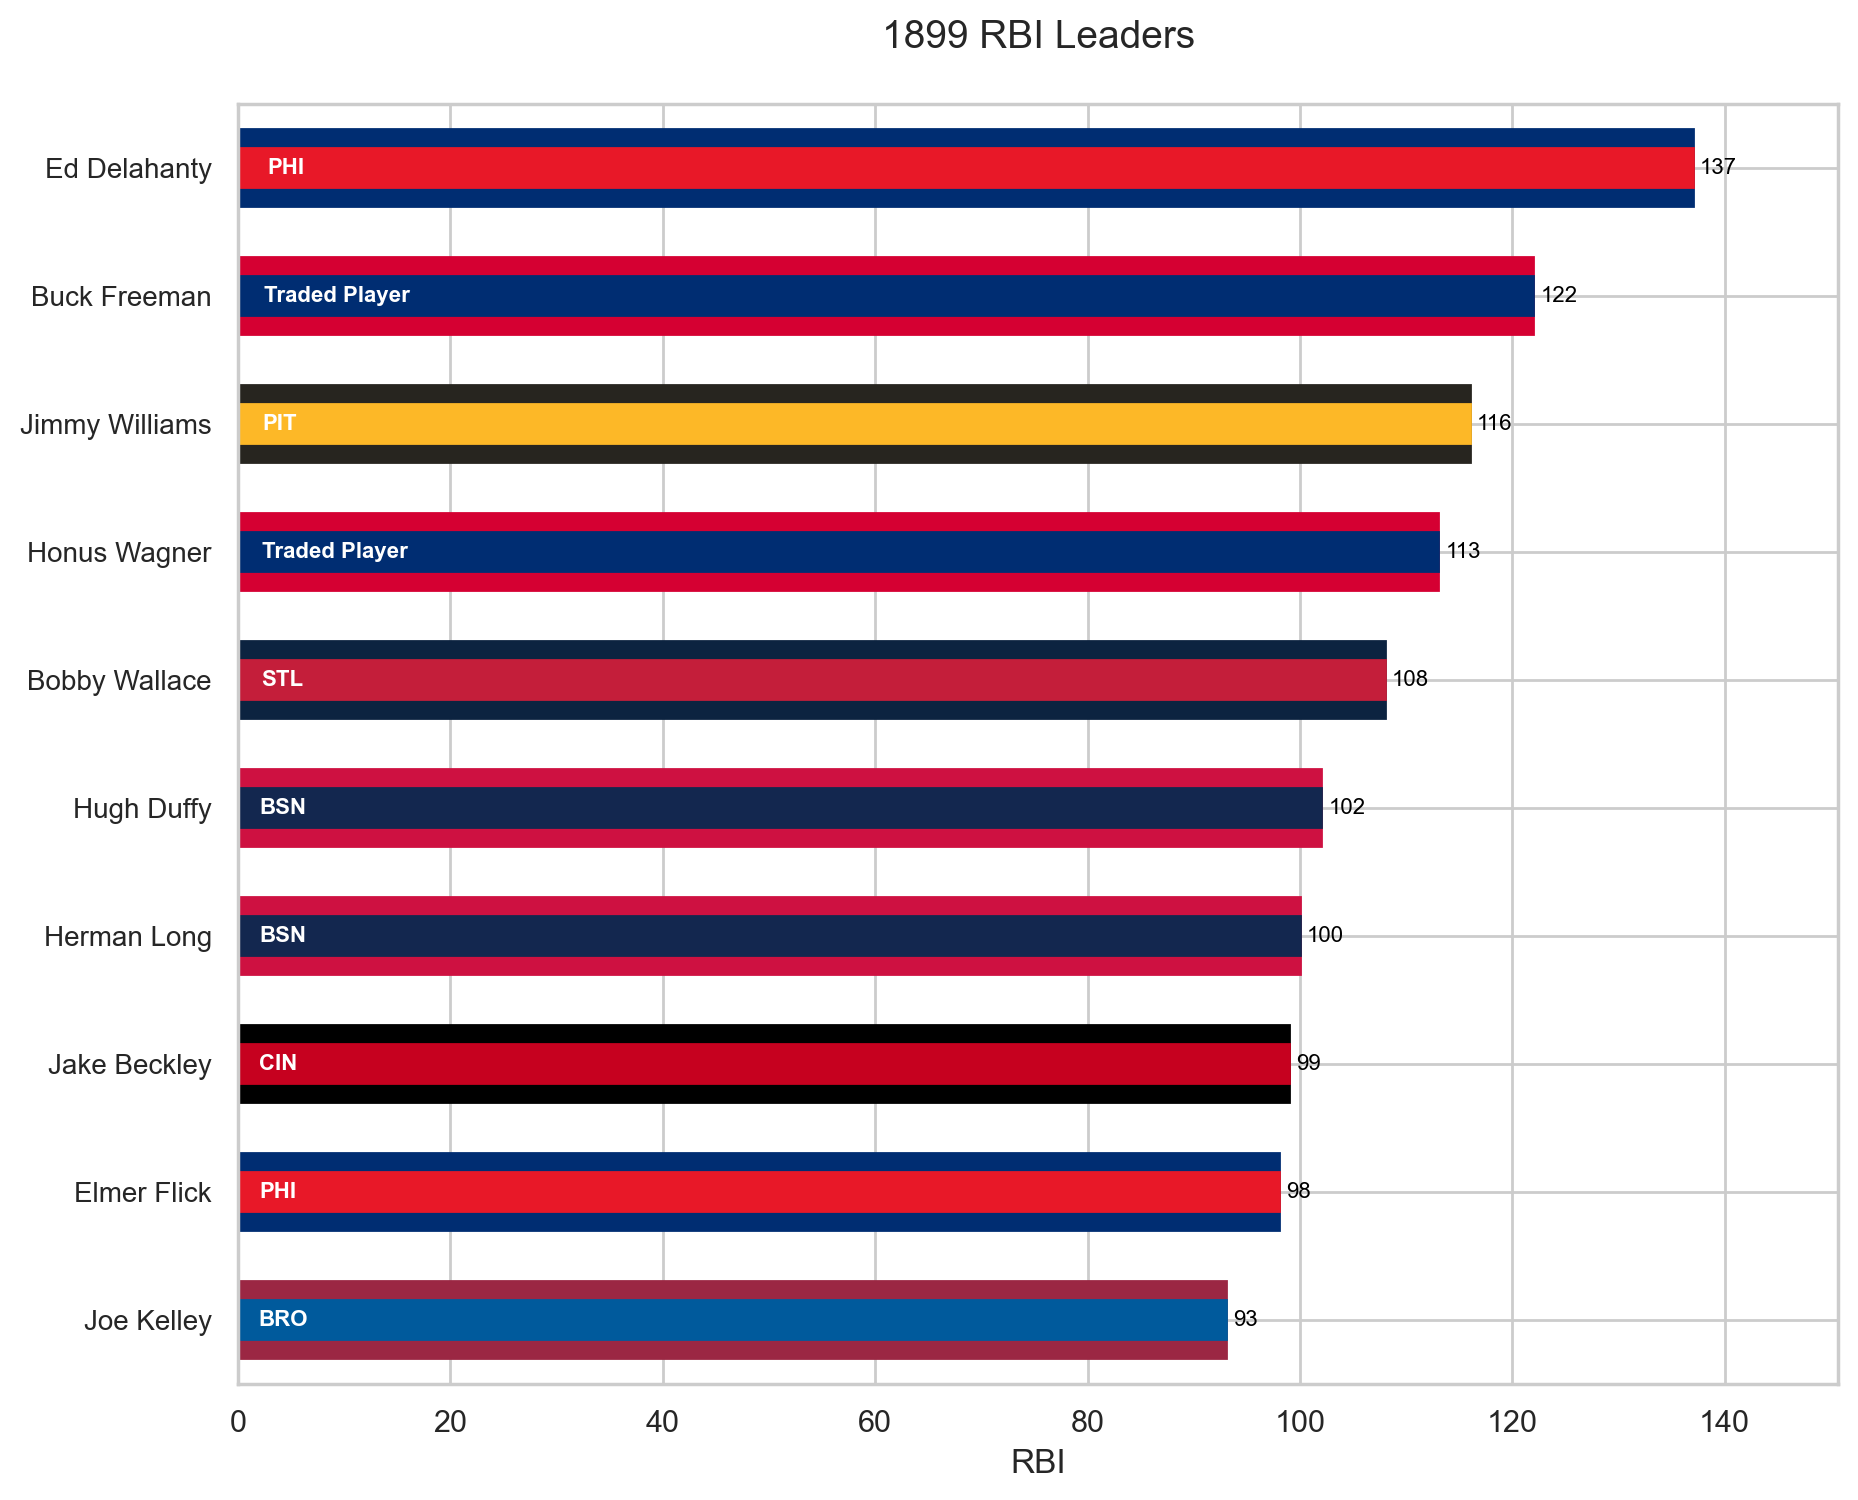 1899 RBI Leaders
Ed Delahanty PHI 137
Buck Freeman Traded Player 122
Jimmy Williams PIT 116
Honus Wagner Traded Player 113
Bobby Wallace STL 108
Hugh Duffy BSN 102
Herman Long BSN 100
Jake Beckley CIN 99
Elmer Flick PHI 98
Joe Kelley BRO 93
0 20 40 60 80 100 120 140
RBI